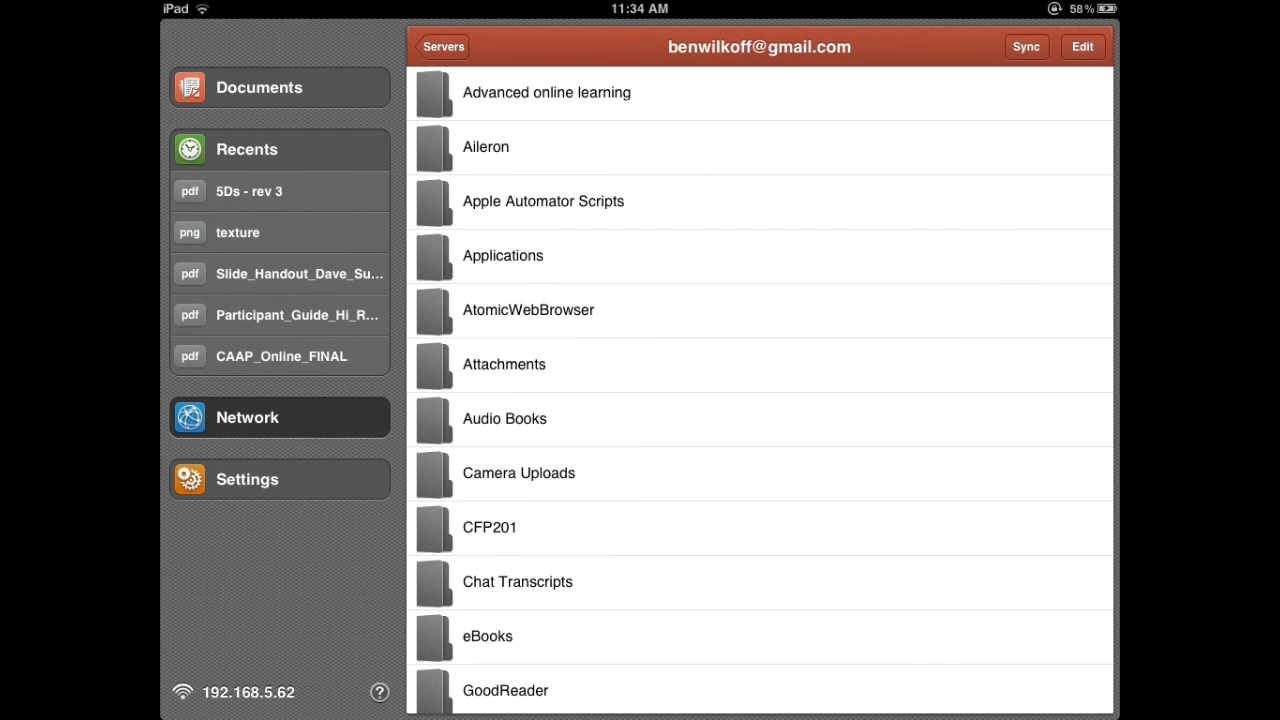 iPad
11:34 AM
58%
Documents
Recents
pdf 5Ds - rev 3
png texture
pdf Slide_Handout_Dave_Su...
pdf Participant_Guide_Hi_R...
pdf CAAP_Online_FINAL
Network
Settings
192.168.5.62 ?
Servers
benwilkoff@gmail.com
Sync
Edit
Advanced online learning
Aileron
Apple Automator Scripts
Applications
AtomicWebBrowser
Attachments
Audio Books
Camera Uploads
CFP201
Chat Transcripts
eBooks
GoodReader